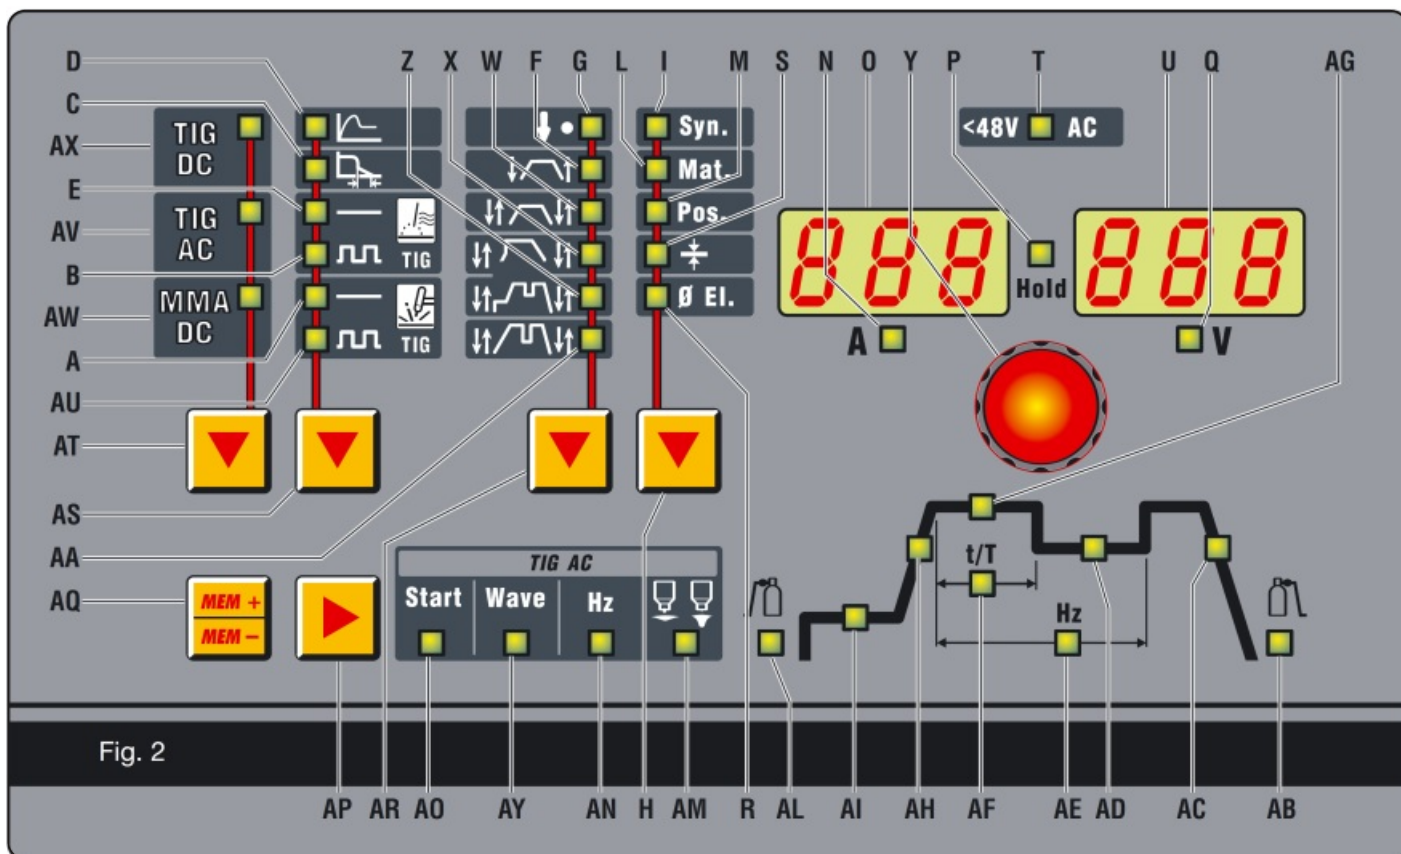 D Z X W F G L I M S N O Y P T U Q AG
C
AX
E
AV
B
AW
A
AU
AT
AS
AA
AQ
TIG
DC
TIG
AC
MMA
DC
TIG
TIG
Syn.
Mat.
Pos.
Ø El.
<48V AC
888
Hold
888
A
V
MEM +
MEM –
TIG AC
Start Wave Hz
t/T
Hz
Fig. 2
AP AR AO AY AN H AM R AL AI AH AF AE AD AC AB